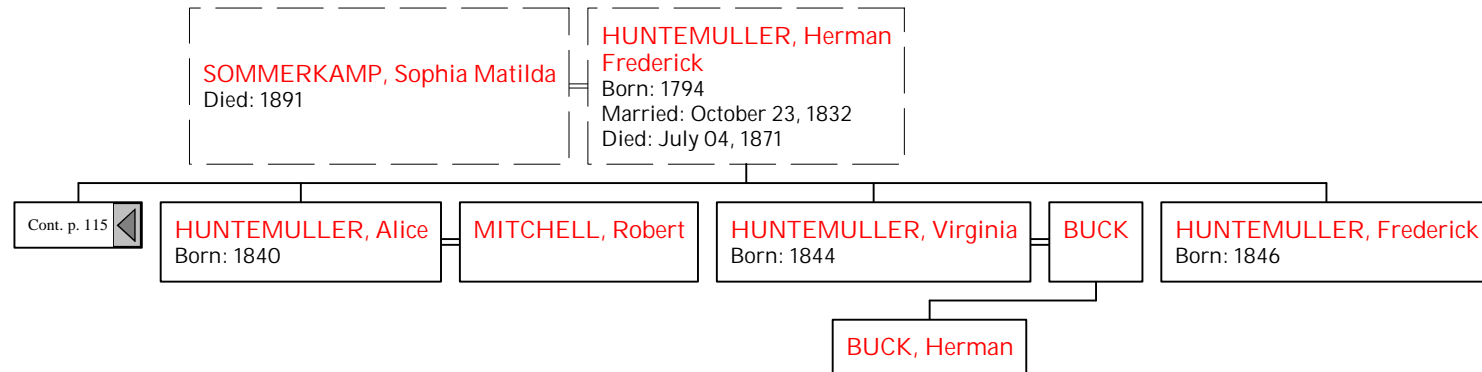 SOMMERKAMP, Sophia Matilda
Died: 1891
HUNTEMULLER, Herman
Frederick
Born: 1794
Married: October 23, 1832
Died: July 04, 1871
Cont. p. 115
HUNTEMULLER, Alice
Born: 1840
MITCHELL, Robert
HUNTEMULLER, Virginia
Born: 1844
BUCK
HUNTEMULLER, Frederick
Born: 1846
BUCK, Herman